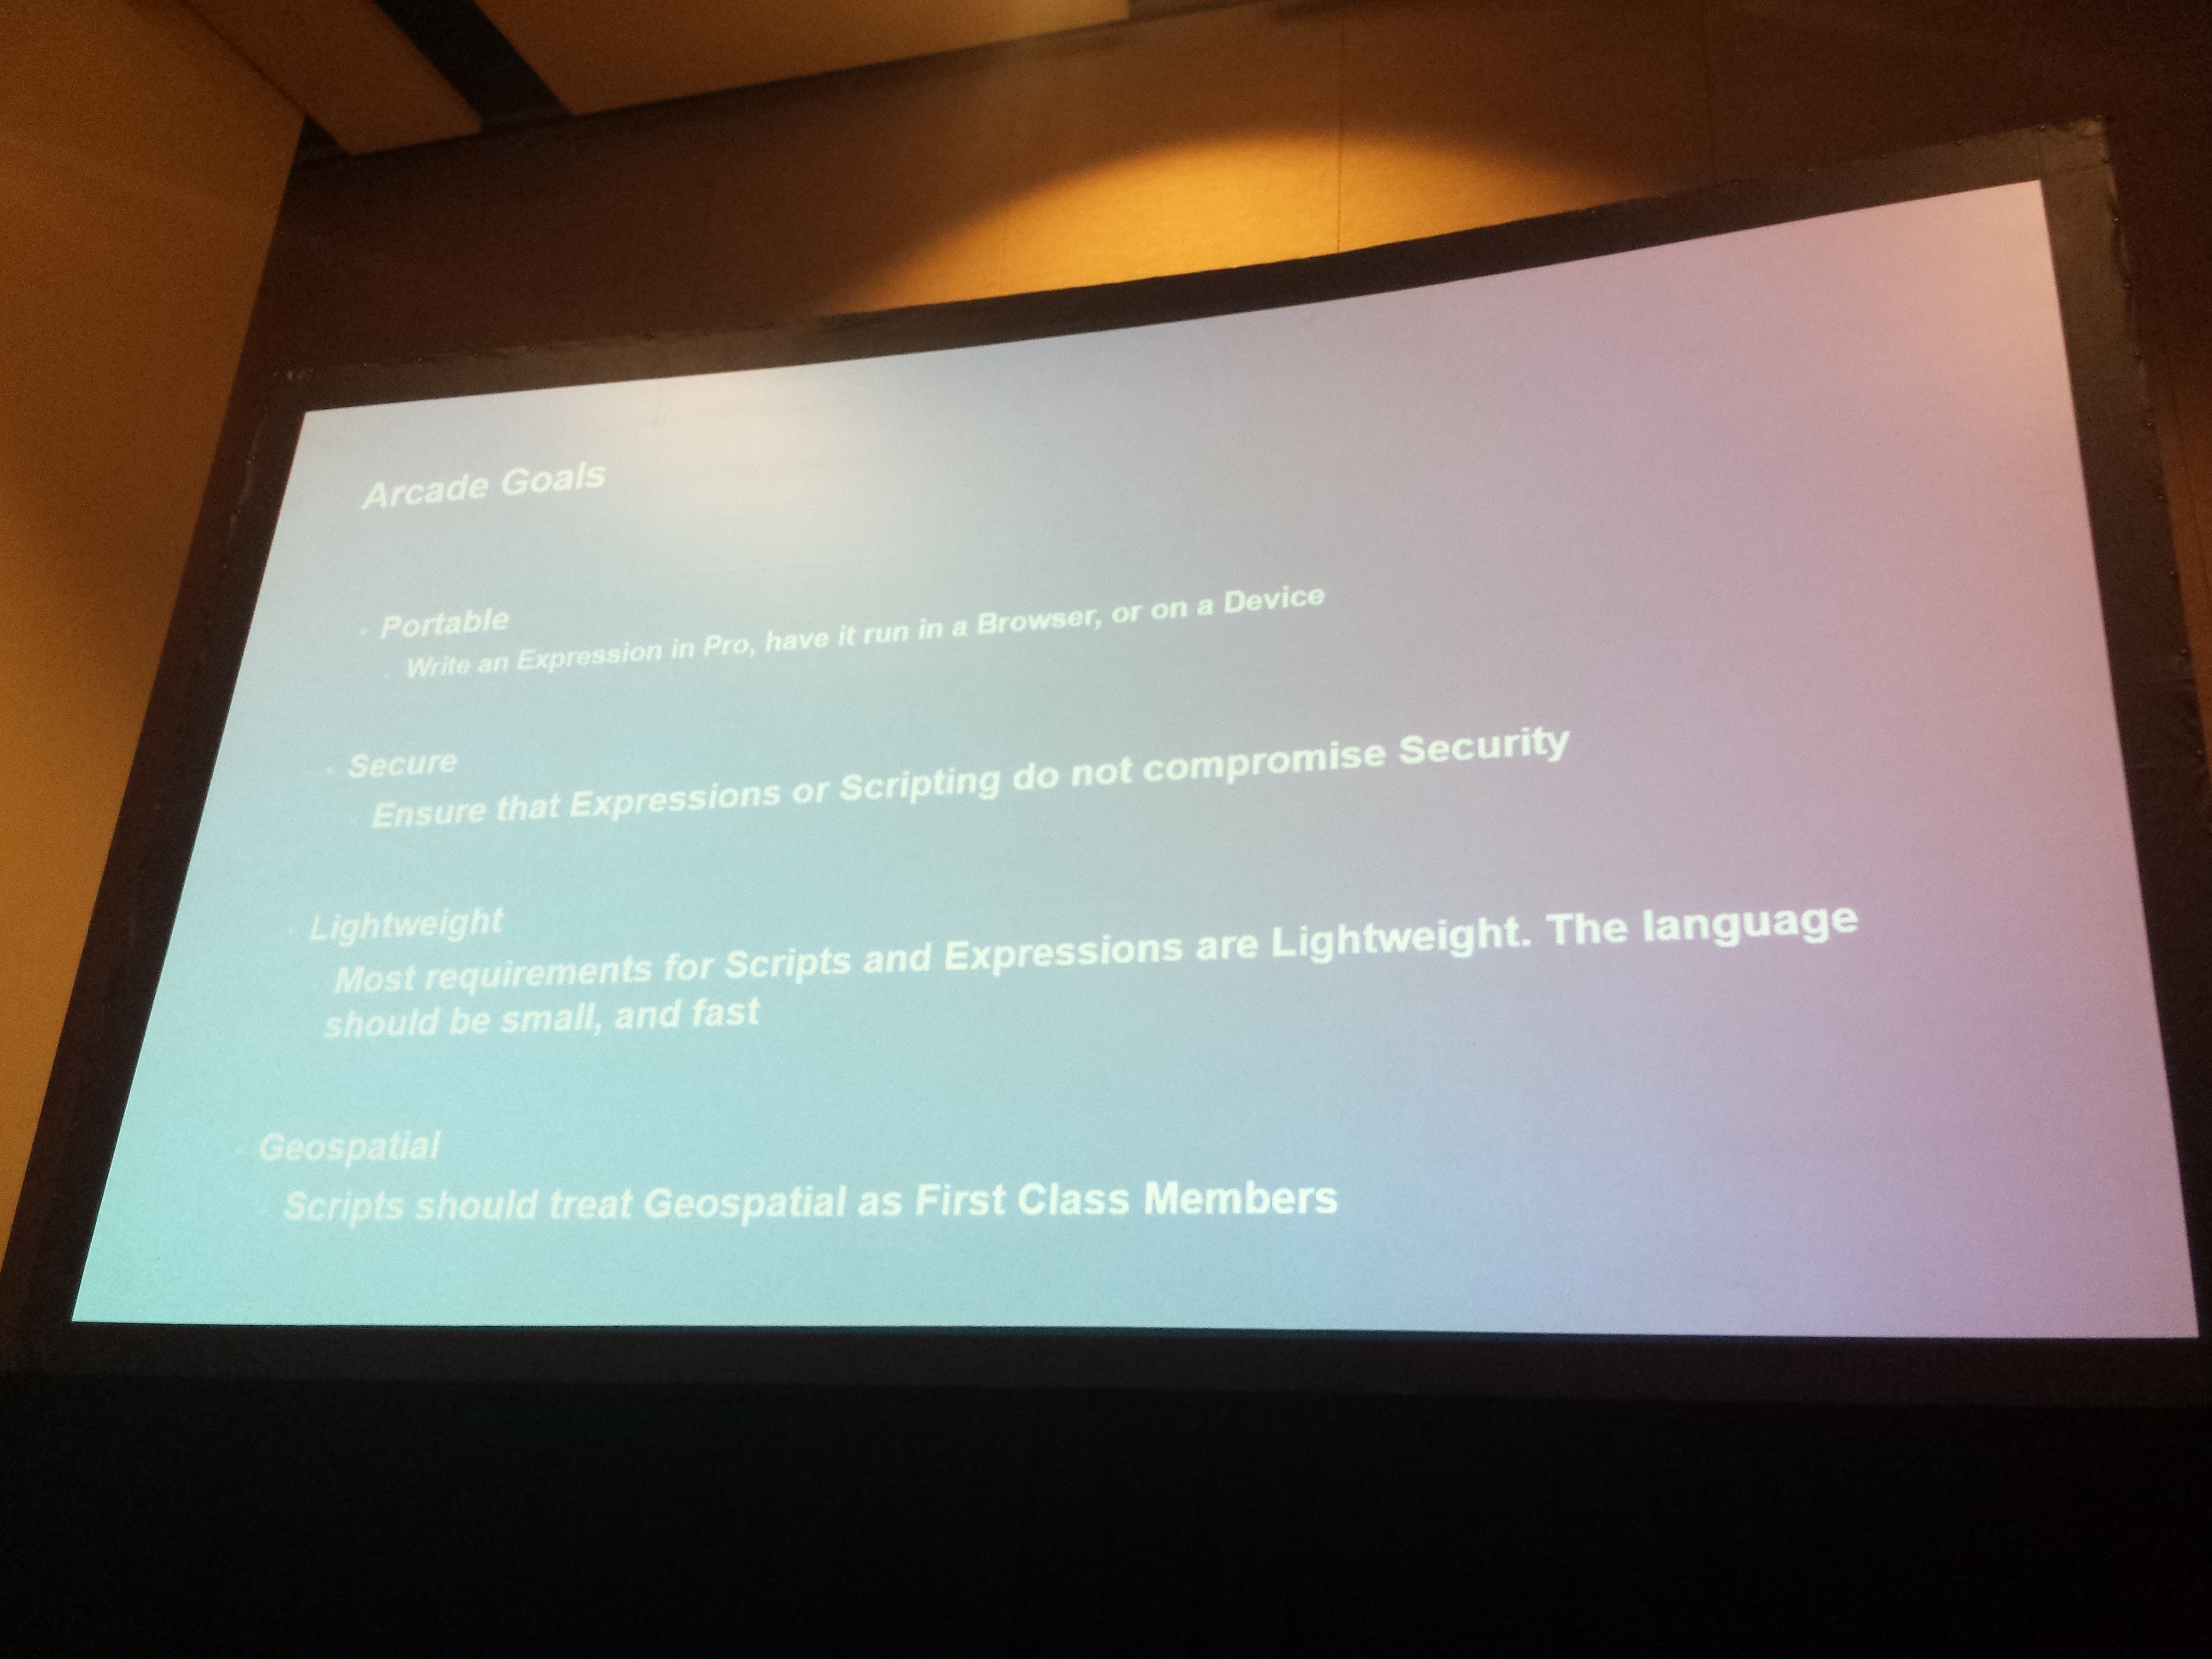 Arcade Goals
Portable
Write an Expression in Pro, have it run in a Browser, or on a Device
Secure
Ensure that Expressions or Scripting do not compromise Security
Lightweight
Most requirements for Scripts and Expressions are Lightweight. The language
should be small, and fast
Geospatial
Scripts should treat Geospatial as First Class Members